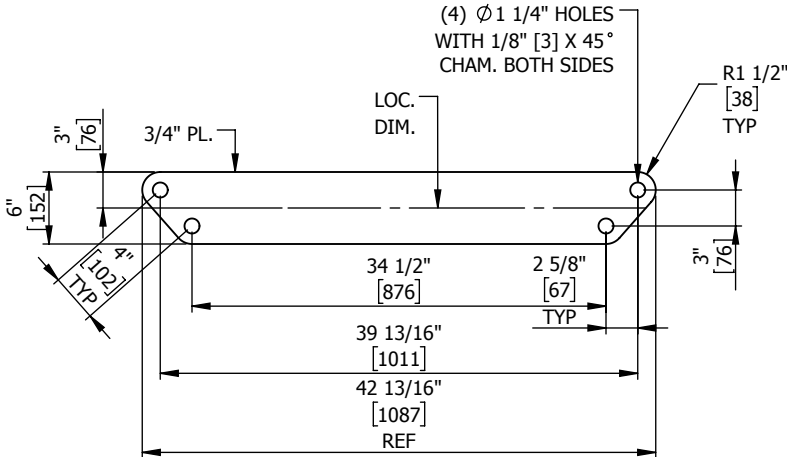 (4) Ø1 1/4" HOLES
WITH 1/8" [3] X 45°
CHAM. BOTH SIDES
R1 1/2"
[38]
TYP
LOC.
DIM.
3/4" PL.
3"
[76]
6"
[152]
4"
[102]
TYP
34 1/2"
[876]
2 5/8"
[67]
TYP
3"
[76]
39 13/16"
[1011]
42 13/16"
[1087]
REF